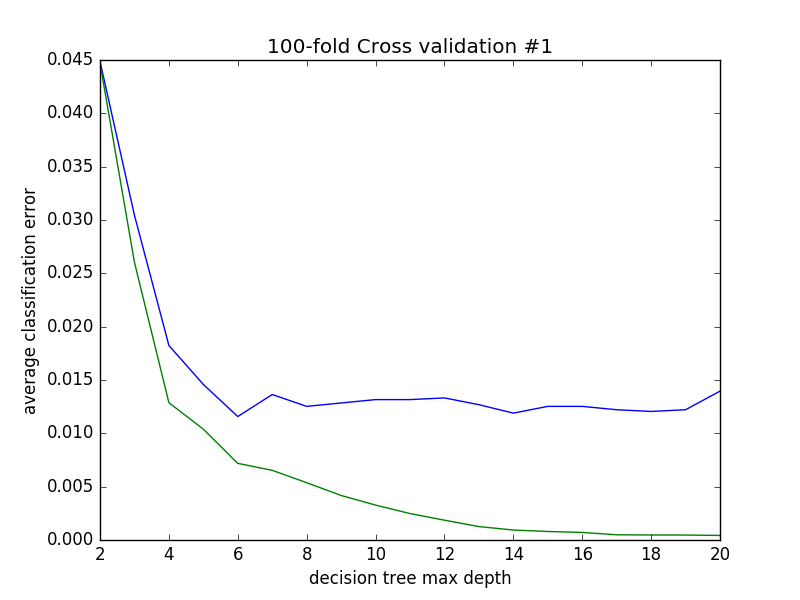 100-fold Cross validation #1
0.045
0.040
0.035
0.030
0.025
0.020
0.015
0.010
0.005
0.000
average classification error
2 4 6 8 10 12 14 16 18 20
decision tree max depth